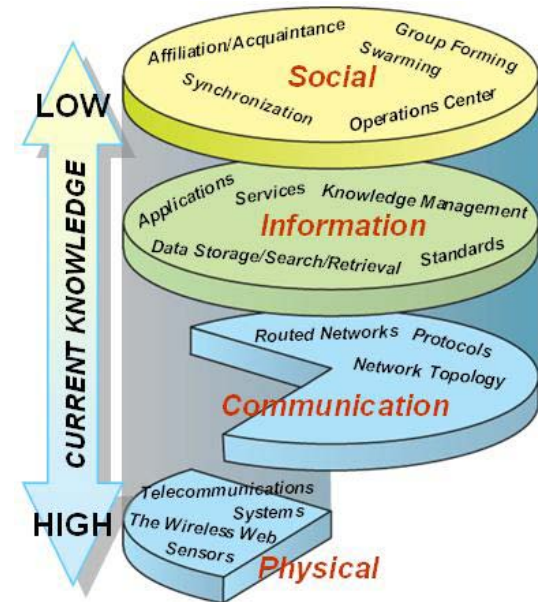 Affiliation/Acquaintance
Group Forming
Swarming
Social
Synchronization
Operations Center
LOW
CURRENT KNOWLEDGE
HIGH
Applications
Services
Knowledge Management
Information
Data Storage/Search/Retrieval
Standards
Routed Networks
Protocols
Network Topology
Communication
Telecommunications
Systems
The Wireless Web
Sensors
Physical